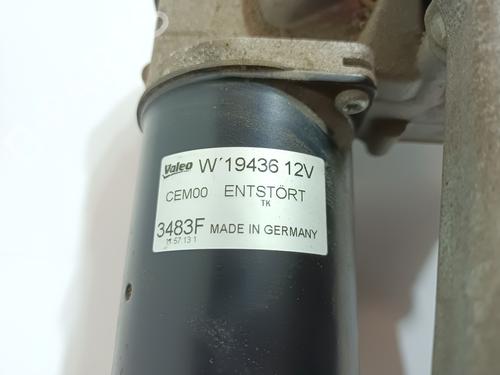 Valeo W´19436 12V
CEM00 ENTSTÖRT
TK
3483F MADE IN GERMANY